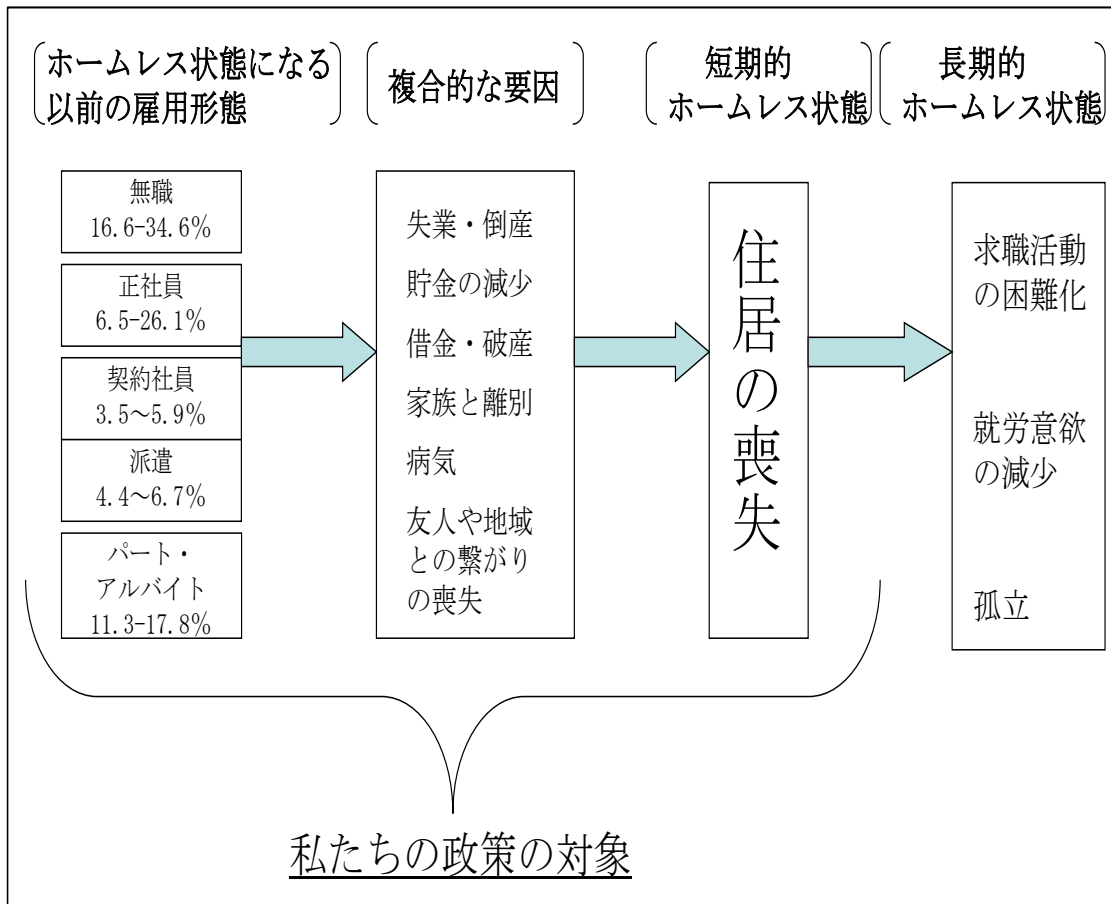 ホームレス状態になる
以前の雇用形態
複合的な要因
短期的
ホームレス状態
長期的
ホームレス状態
無職
16.6-34.6%
正社員
6.5-26.1%
契約社員
3.5～5.9%
派遣
4.4～6.7%
パート・
アルバイト
11.3-17.8%
失業・倒産
貯金の減少
借金・破産
家族と離別
病気
友人や地域
との繋がり
の喪失
住居の喪失
求職活動
の困難化
就労意欲
の減少
孤立
私たちの政策の対象